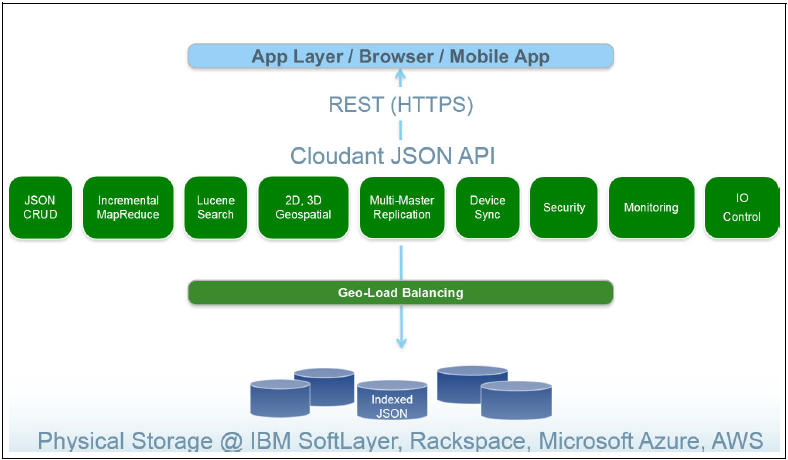 App Layer / Browser / Mobile App
REST (HTTPS)
Cloudant JSON API
JSON
CRUD
Incremental
MapReduce
Lucene
Search
2D, 3D
Geospatial
Multi-Master
Replication
Device
Sync
Security
Monitoring
IO
Control
Geo-Load Balancing
Indexed
JSON
Physical Storage @ IBM SoftLayer, Rackspace, Microsoft Azure, AWS